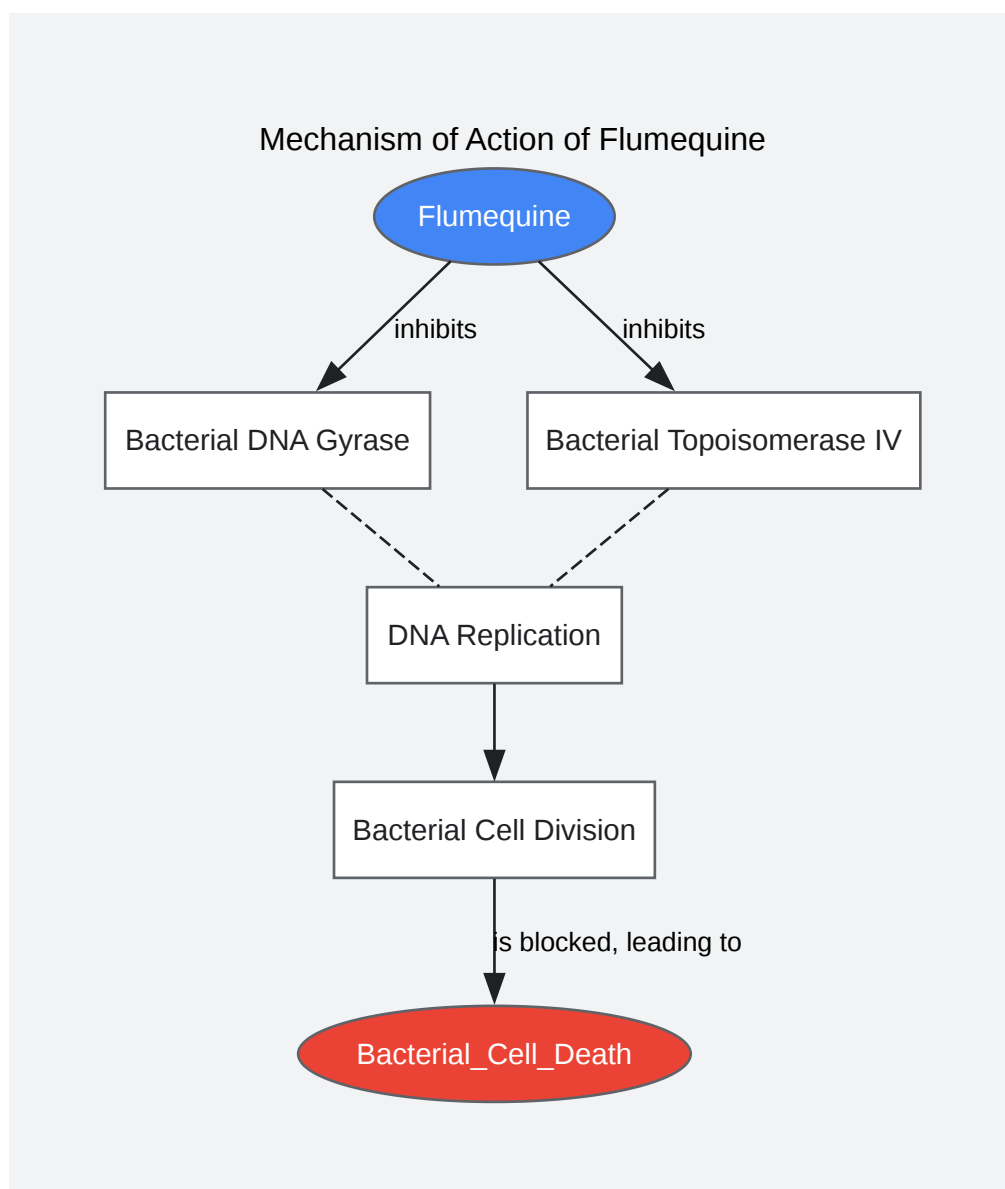 Mechanism of Action of Flumequine
Flumequine
inhibits
inhibits
Bacterial DNA Gyrase
Bacterial Topoisomerase IV
DNA Replication
Bacterial Cell Division
is blocked, leading to
Bacterial_Cell_Death